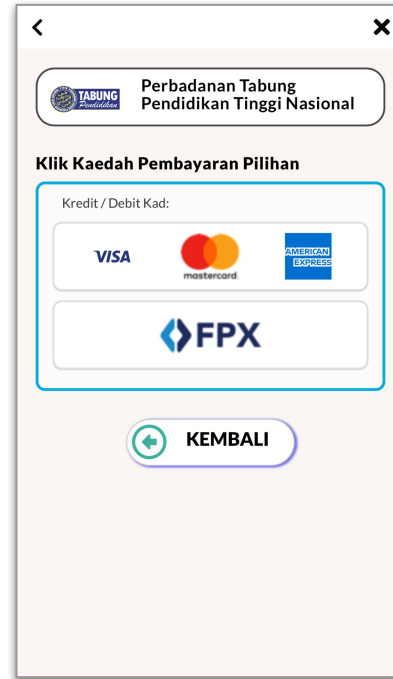 TABUNG
Pendidikan
Perbadanan Tabung
Pendidikan Tinggi Nasional
Klik Kaedah Pembayaran Pilihan
Kredit / Debit Kad:
VISA
mastercard.
AMERICAN
EXPRESS
FPX
KEMBALI